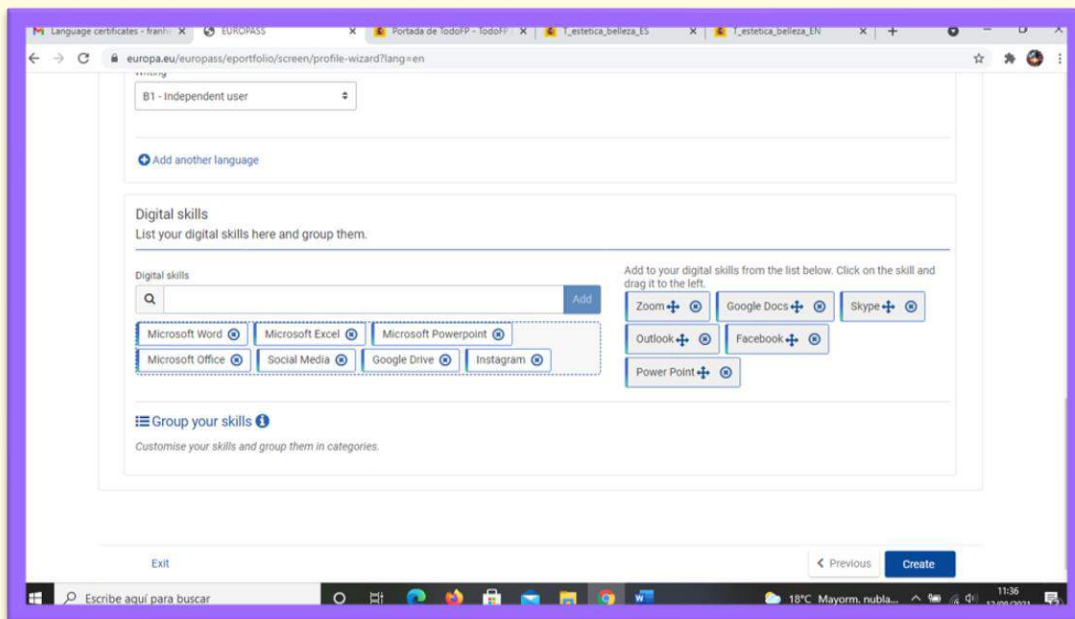 Language certificates - franhe
EUROPASS
Portada de TodoFP - TodoFP
T_estetica_belleza_ES
T_estetica_belleza_EN
europa.eu/europass/eportfolio/screen/profile-wizard?lang=en
Writing
B1 - Independent user
Add another language
Digital skills
List your digital skills here and group them.
Digital skills
Add
Microsoft Word
Microsoft Excel
Microsoft Powerpoint
Microsoft Office
Social Media
Google Drive
Instagram
Add to your digital skills from the list below. Click on the skill and
drag it to the left.
Zoom
Google Docs
Skype
Outlook
Facebook
Power Point
Group your skills
Customise your skills and group them in categories.
Exit
Previous
Create
Escribe aquí para buscar
18°C Mayorm. nubla...
11:36